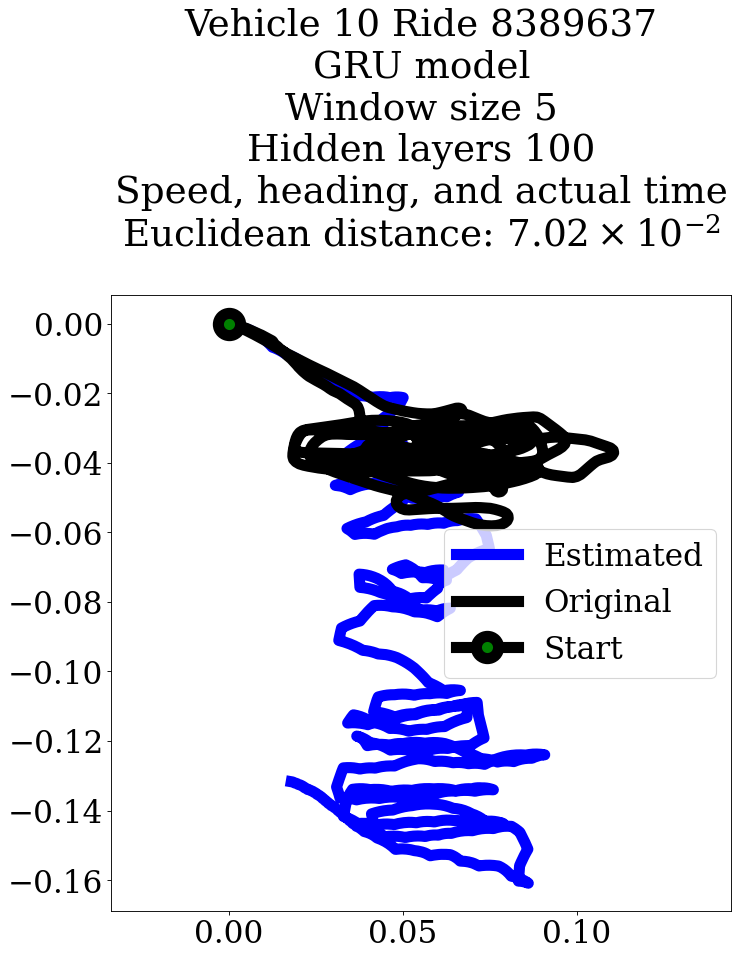 Vehicle 10 Ride 8389637
GRU model
Window size 5
Hidden layers 100
Speed, heading, and actual time
Euclidean distance: 7.02 × 10⁻²
0.00
−0.02
−0.04
−0.06
−0.08
−0.10
−0.12
−0.14
−0.16
Estimated
Original
Start
0.00 0.05 0.10